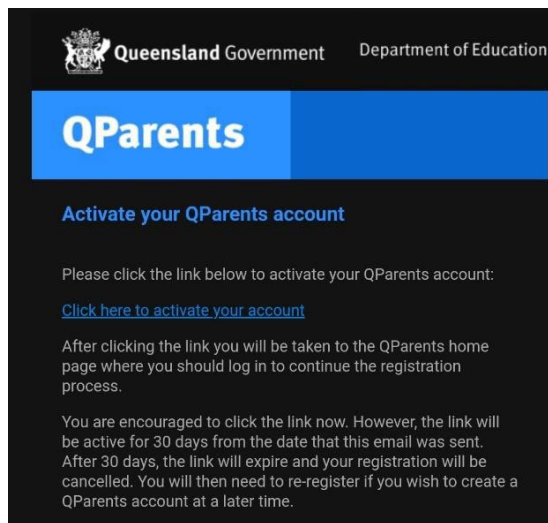 Queensland Government Department of Education
QParents
Activate your QParents account
Please click the link below to activate your QParents account:
Click here to activate your account
After clicking the link you will be taken to the QParents home
page where you should log in to continue the registration
process.
You are encouraged to click the link now. However, the link will
be active for 30 days from the date that this email was sent.
After 30 days, the link will expire and your registration will be
cancelled. You will then need to re-register if you wish to create a
QParents account at a later time.